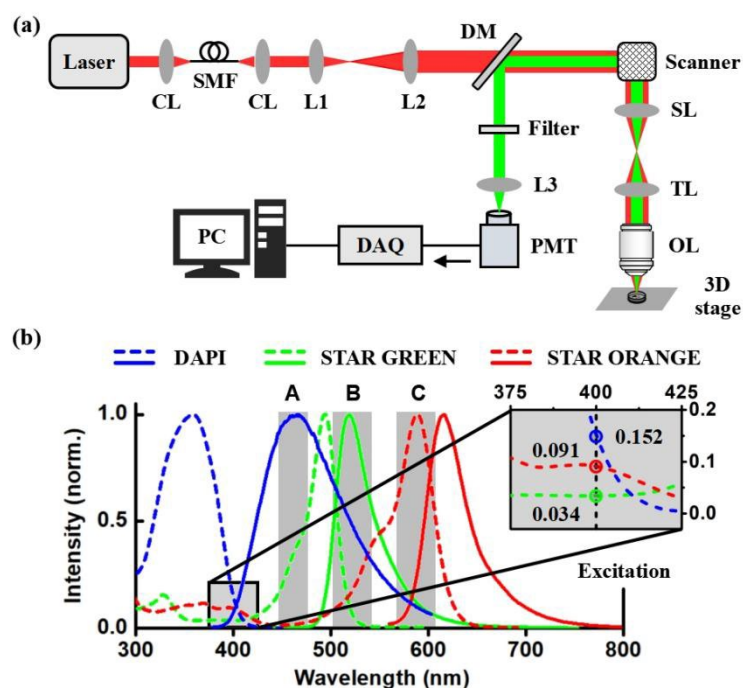 (a)
DM
Laser
Scanner
SMF
CL
CL
L1
L2
SL
Filter
L3
TL
PC
DAQ
PMT
OL
3D
stage
(b)
DAPI
STAR GREEN
STAR ORANGE
A
B
C
375
400
425
1.0
0.5
0.0
Intensity (norm.)
0.2
0.1
0.0
0.091
0.152
0.034
Excitation
300
400
500
600
700
800
Wavelength (nm)